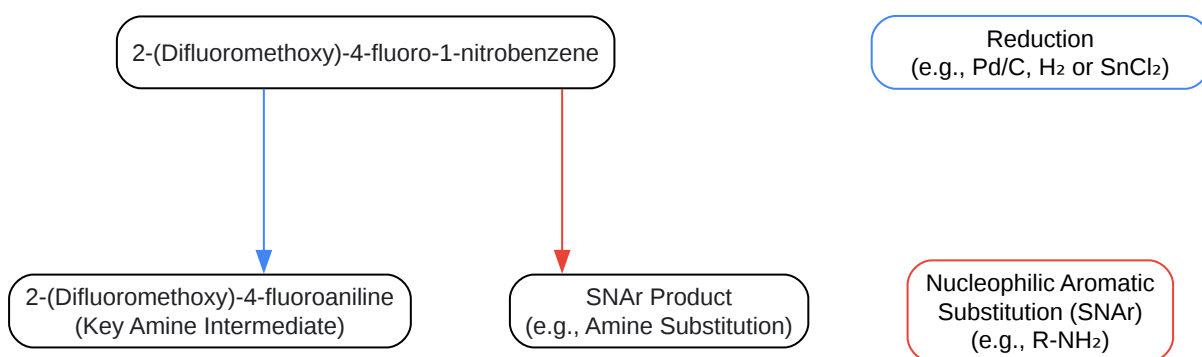 2-(Difluoromethoxy)-4-fluoro-1-nitrobenzene
Reduction
(e.g., Pd/C, H₂ or SnCl₂)
2-(Difluoromethoxy)-4-fluoroaniline
(Key Amine Intermediate)
SNAr Product
(e.g., Amine Substitution)
Nucleophilic Aromatic
Substitution (SNAr)
(e.g., R-NH₂)